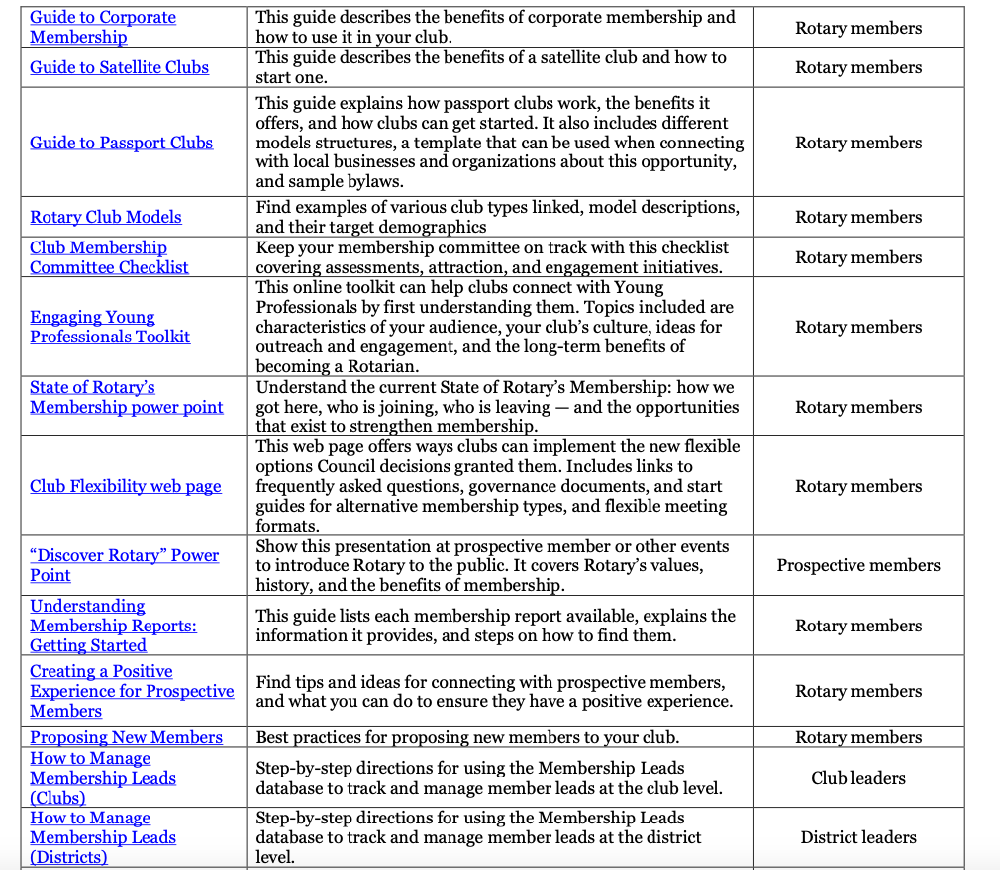 Guide to Corporate
Membership
This guide describes the benefits of corporate membership and
how to use it in your club.
Rotary members
Guide to Satellite Clubs
This guide describes the benefits of a satellite club and how to
start one.
Rotary members
Guide to Passport Clubs
This guide explains how passport clubs work, the benefits it
offers, and how clubs can get started. It also includes different
models structures, a template that can be used when connecting
with local businesses and organizations about this opportunity,
and sample bylaws.
Rotary members
Rotary Club Models
Find examples of various club types linked, model descriptions,
and their target demographics
Rotary members
Club Membership
Committee Checklist
Keep your membership committee on track with this checklist
covering assessments, attraction, and engagement initiatives.
Rotary members
Engaging Young
Professionals Toolkit
This online toolkit can help clubs connect with Young
Professionals by first understanding them. Topics included are
characteristics of your audience, your club’s culture, ideas for
outreach and engagement, and the long-term benefits of
becoming a Rotarian.
Rotary members
State of Rotary’s
Membership power point
Understand the current State of Rotary’s Membership: how we
got here, who is joining, who is leaving — and the opportunities
that exist to strengthen membership.
Rotary members
Club Flexibility web page
This web page offers ways clubs can implement the new flexible
options Council decisions granted them. Includes links to
frequently asked questions, governance documents, and start
guides for alternative membership types, and flexible meeting
formats.
Rotary members
“Discover Rotary” Power
Point
Show this presentation at prospective member or other events
to introduce Rotary to the public. It covers Rotary’s values,
history, and the benefits of membership.
Prospective members
Understanding
Membership Reports:
Getting Started
This guide lists each membership report available, explains the
information it provides, and steps on how to find them.
Rotary members
Creating a Positive
Experience for Prospective
Members
Find tips and ideas for connecting with prospective members,
and what you can do to ensure they have a positive experience.
Rotary members
Proposing New Members
Best practices for proposing new members to your club.
Rotary members
How to Manage
Membership Leads
(Clubs)
Step-by-step directions for using the Membership Leads
database to track and manage member leads at the club level.
Club leaders
How to Manage
Membership Leads
(Districts)
Step-by-step directions for using the Membership Leads
database to track and manage member leads at the district
level.
District leaders